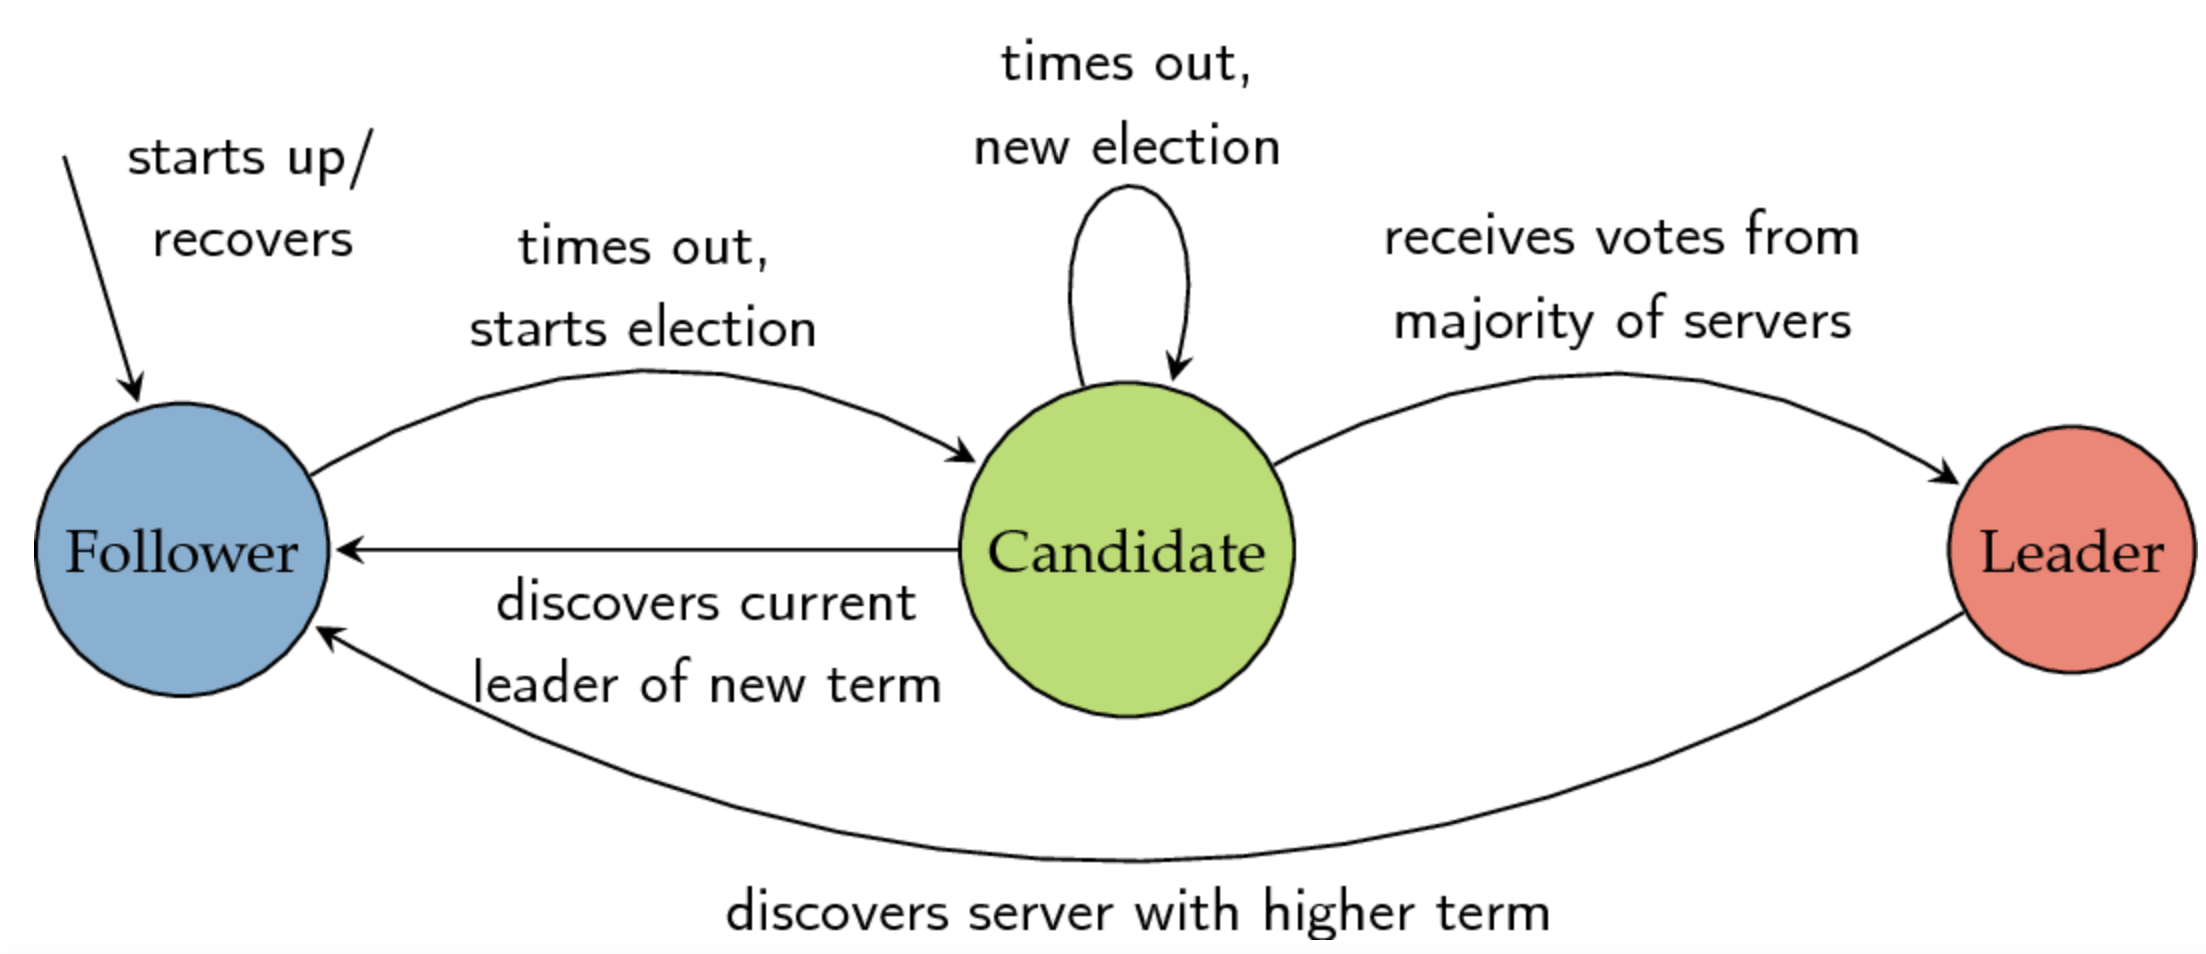 times out,
new election
starts up/
recovers
times out,
starts election
receives votes from
majority of servers
Follower
Candidate
Leader
discovers current
leader of new term
discovers server with higher term